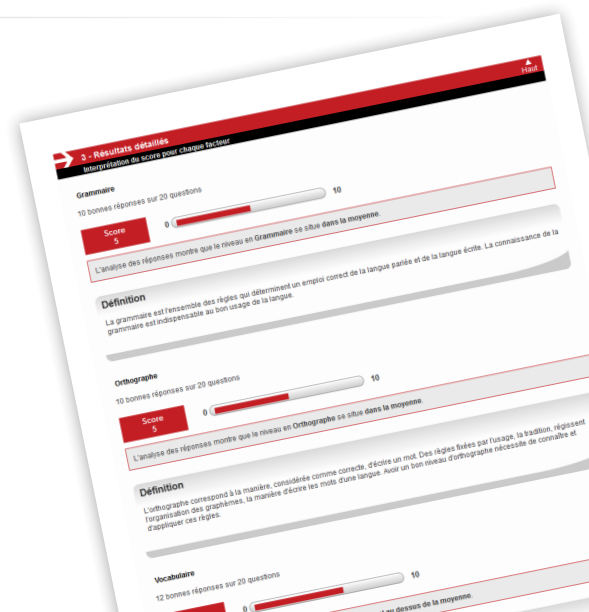 Haut
3 - Résultats détaillés
Interprétation du score pour chaque facteur
Grammaire
10 bonnes réponses sur 20 questions
Score
5
0
10
L'analyse des réponses montre que le niveau en Grammaire se situe dans la moyenne.
Définition
La grammaire est l'ensemble des règles qui déterminent un emploi correct de la langue parlée et de la langue écrite. La connaissance de la
grammaire est indispensable au bon usage de la langue.
Orthographe
10 bonnes réponses sur 20 questions
Score
5
0
10
L'analyse des réponses montre que le niveau en Orthographe se situe dans la moyenne.
Définition
L'orthographe correspond à la manière, considérée comme correcte, d'écrire un mot. Des règles fixées par l'usage, la tradition, régissent
l'organisation des graphèmes, la manière d'écrire les mots d'une langue. Avoir un bon niveau d'orthographe nécessite de connaître et
d'appliquer ces règles.
Vocabulaire
12 bonnes réponses sur 20 questions
0
10
au dessus de la moyenne.